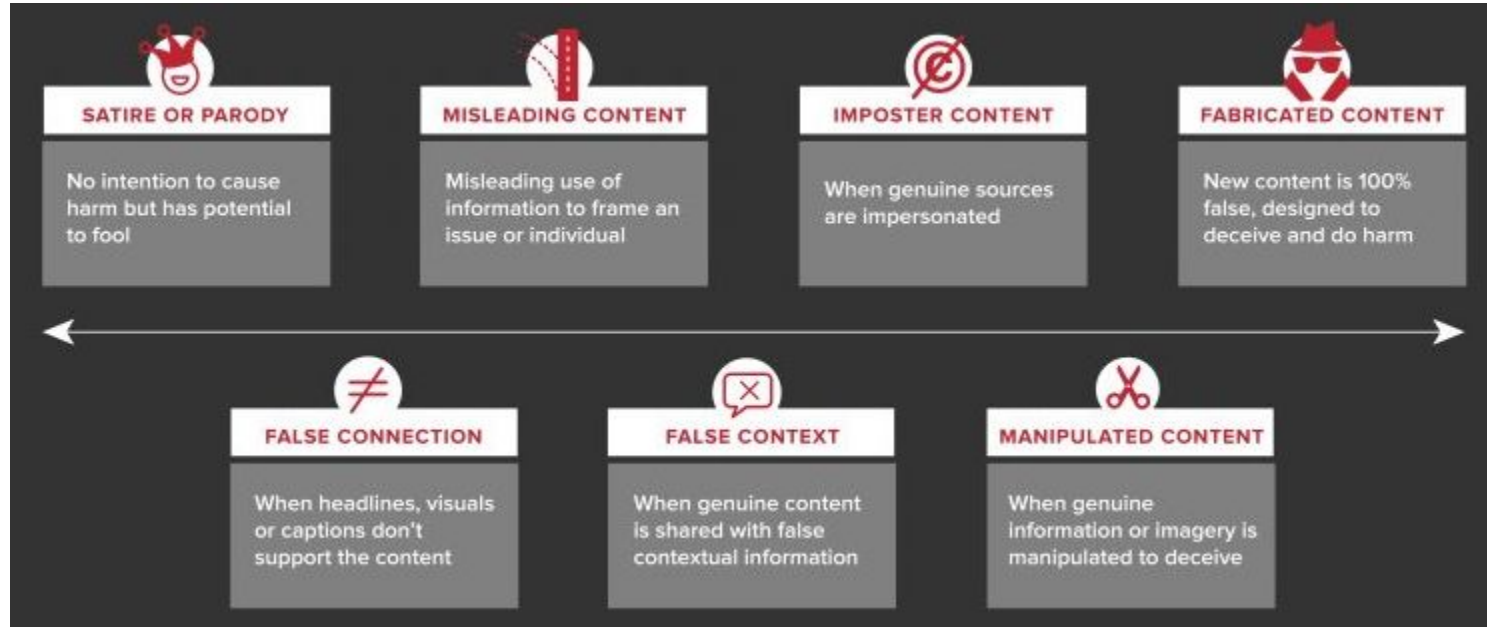 SATIRE OR PARODY
No intention to cause
harm but has potential
to fool
MISLEADING CONTENT
Misleading use of
information to frame an
issue or individual
IMPOSTER CONTENT
When genuine sources
are impersonated
FABRICATED CONTENT
New content is 100%
false, designed to
deceive and do harm
FALSE CONNECTION
When headlines, visuals
or captions don't
support the content
FALSE CONTEXT
When genuine content
is shared with false
contextual information
MANIPULATED CONTENT
When genuine
information or imagery is
manipulated to deceive